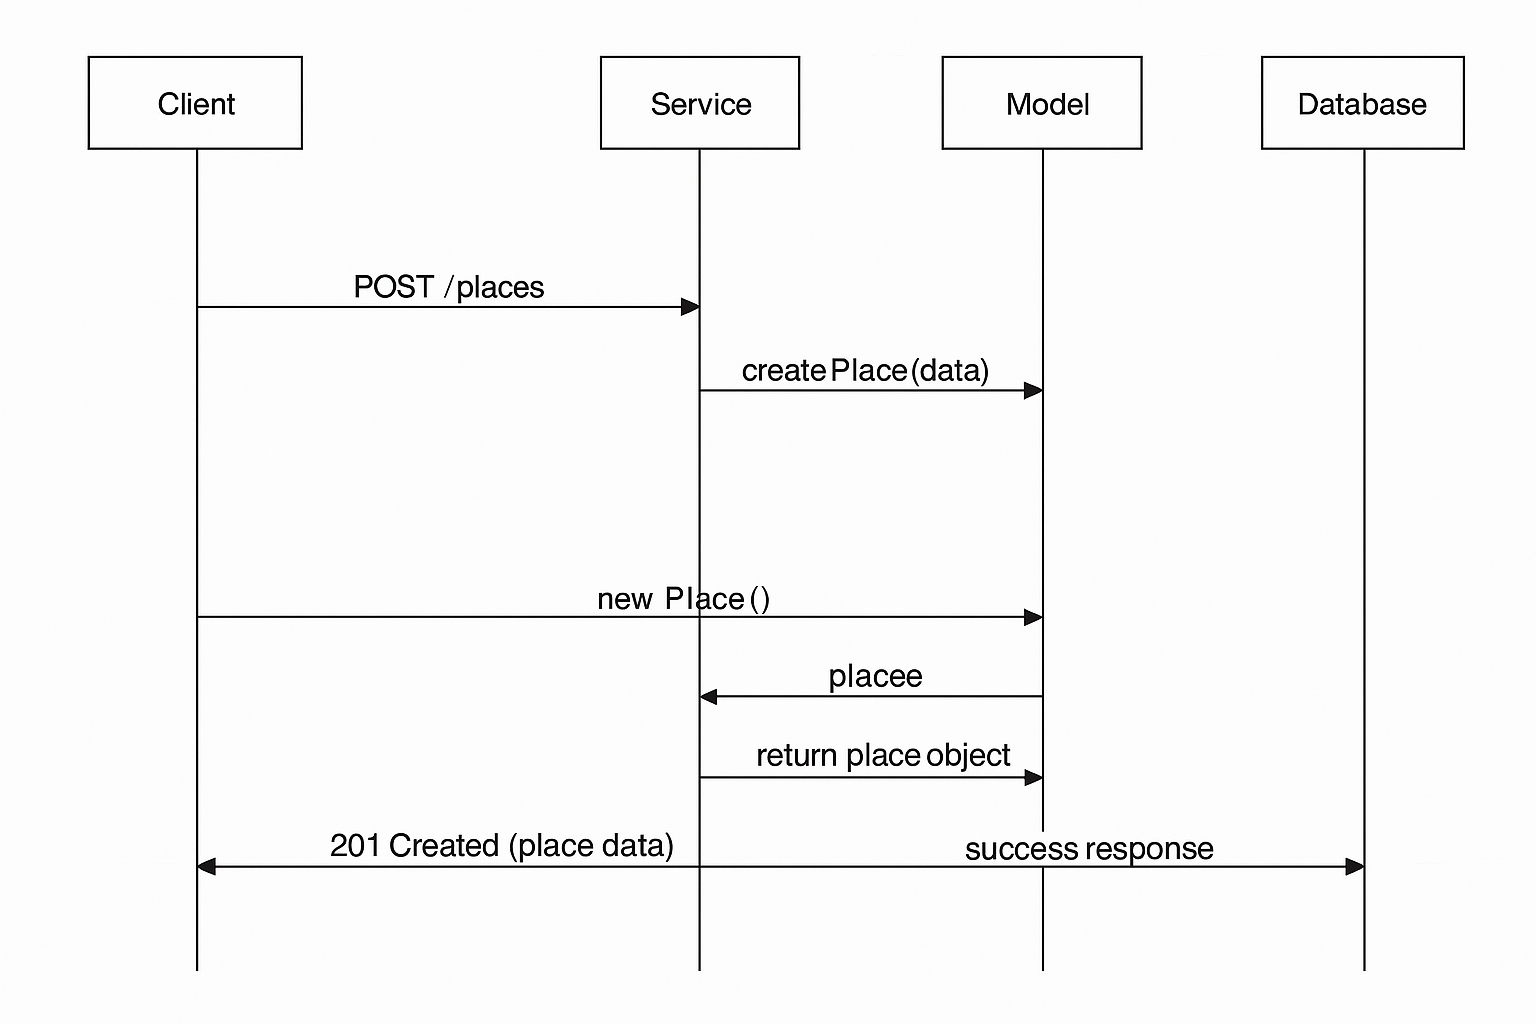 Client
Service
Model
Database
POST /places
createPlace(data)
new Place()
placee
return place object
201 Created (place data)
success response